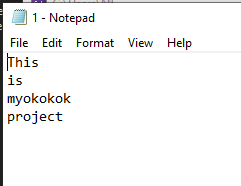 1 - Notepad
File Edit Format View Help
This
is
myokokok
project